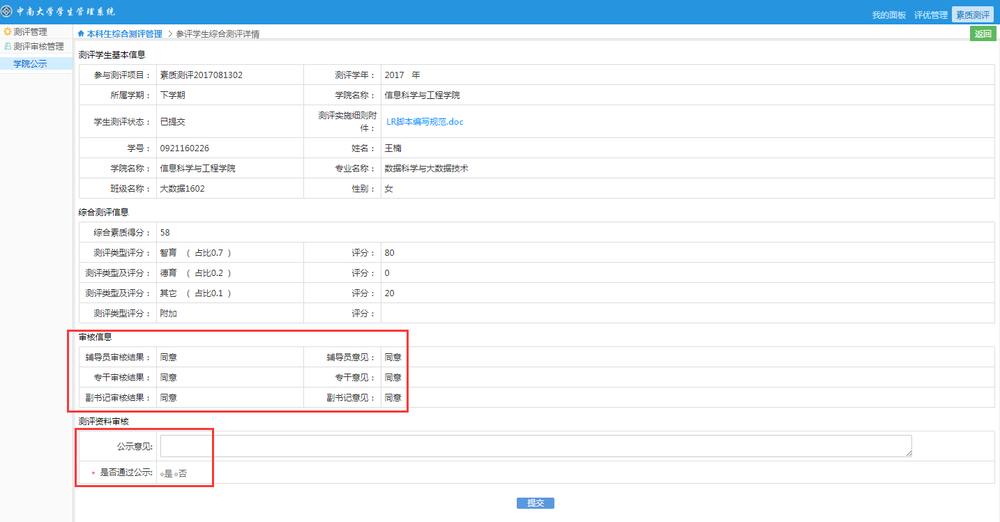 中南大学学生管理系统
我的面板 评优管理 素质测评
测评管理
测评审核管理
学院公示
本科生综合测评管理 > 参评学生综合测评详情
返回
测评学生基本信息
参与测评项目： 素质测评2017081302 测评学年： 2017 年
所属学期： 下学期 学院名称： 信息科学与工程学院
学生测评状态： 已提交 测评实施细则附
件： LR脚本编写规范.doc
学号： 0921160226 姓名： 王楠
学院名称： 信息科学与工程学院 专业名称： 数据科学与大数据技术
班级名称： 大数据1602 性别： 女
综合测评信息
综合素质得分： 58
测评类型评分： 智育 （ 占比0.7 ） 评分： 80
测评类型及评分： 德育 （ 占比0.2 ） 评分： 0
测评类型及评分： 其它 （ 占比0.1 ） 评分： 20
测评类型评分： 附加 评分：
审核信息
辅导员审核结果： 同意 辅导员意见： 同意
专干审核结果： 同意 专干意见： 同意
副书记审核结果： 同意 副书记意见： 同意
测评资料审核
公示意见:
* 是否通过公示: 是 否
提交